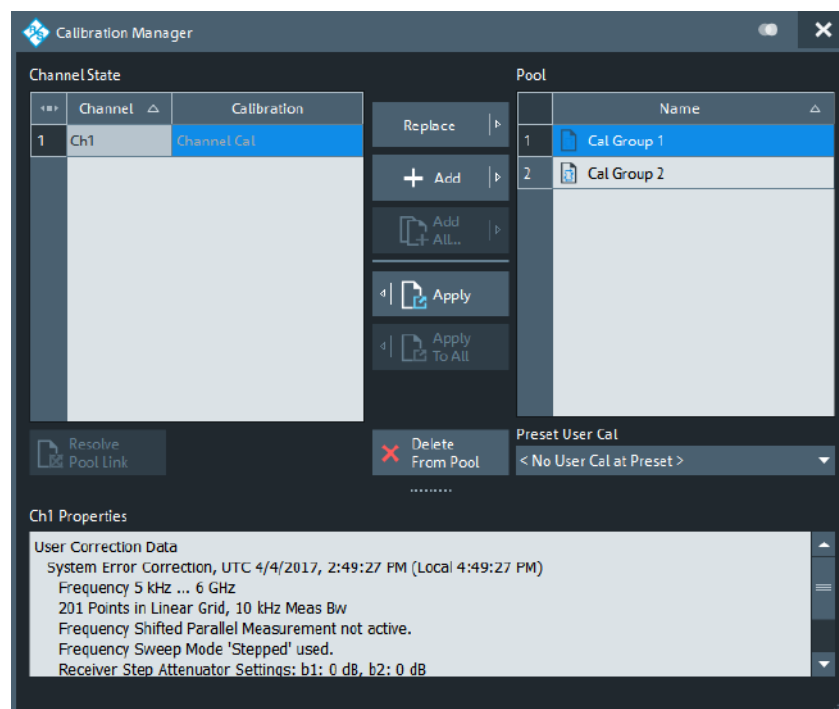 Calibration Manager
Channel State
Pool
Channel
Calibration
1
Ch1
Channel Cal
Replace
Add
Add
All...
Apply
Apply
To All
Name
1
Cal Group 1
2
Cal Group 2
Resolve
Pool Link
Delete
From Pool
Preset User Cal
< No User Cal at Preset >
Ch1 Properties
User Correction Data
System Error Correction, UTC 4/4/2017, 2:49:27 PM (Local 4:49:27 PM)
Frequency 5 kHz ... 6 GHz
201 Points in Linear Grid, 10 kHz Meas Bw
Frequency Shifted Parallel Measurement not active.
Frequency Sweep Mode 'Stepped' used.
Receiver Step Attenuator Settings: b1: 0 dB, b2: 0 dB